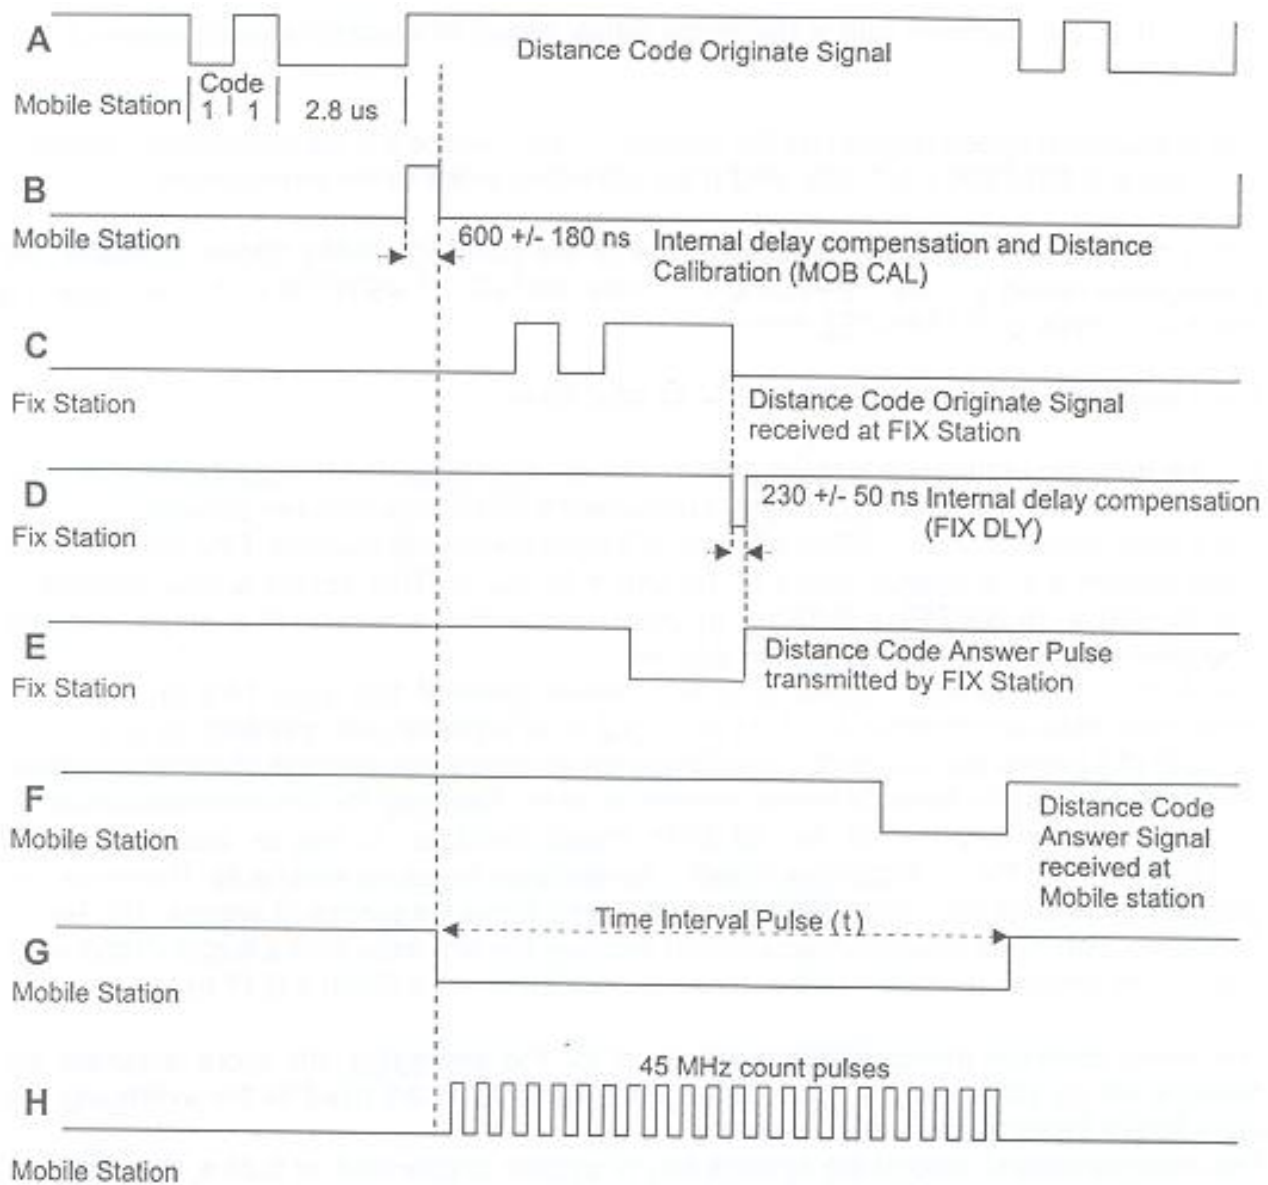 A
Distance Code Originate Signal
Code
Mobile Station
1 1
2.8 us
B
Mobile Station
600 +/- 180 ns
Internal delay compensation and Distance
Calibration (MOB CAL)
C
Fix Station
Distance Code Originate Signal
received at FIX Station
D
Fix Station
230 +/- 50 ns Internal delay compensation
(FIX DLY)
E
Fix Station
Distance Code Answer Pulse
transmitted by FIX Station
F
Mobile Station
Distance Code
Answer Signal
received at
Mobile station
Time Interval Pulse (t)
G
Mobile Station
45 MHz count pulses
H
Mobile Station